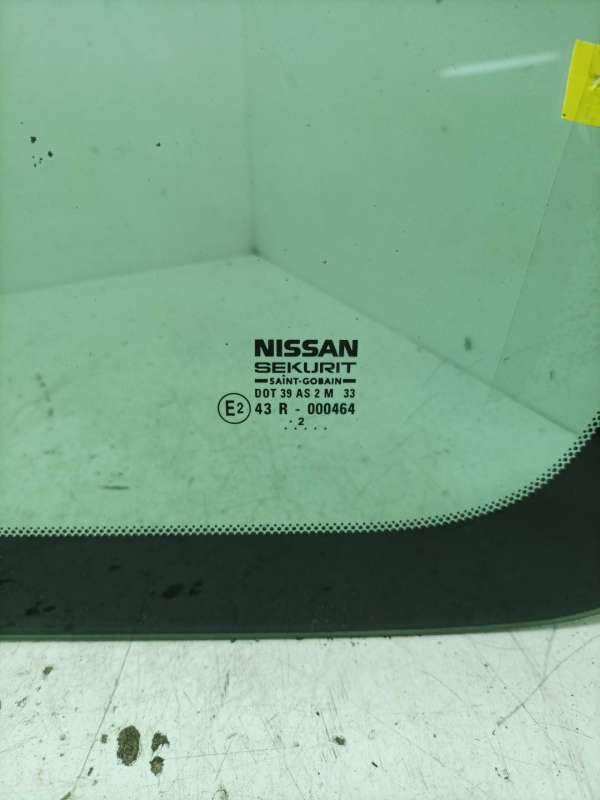 NISSAN
SEKURIT
SAINT-GOBAIN
DOT 39 AS 2 M 33
E2 43 R - 000464
. 2
. . . . .